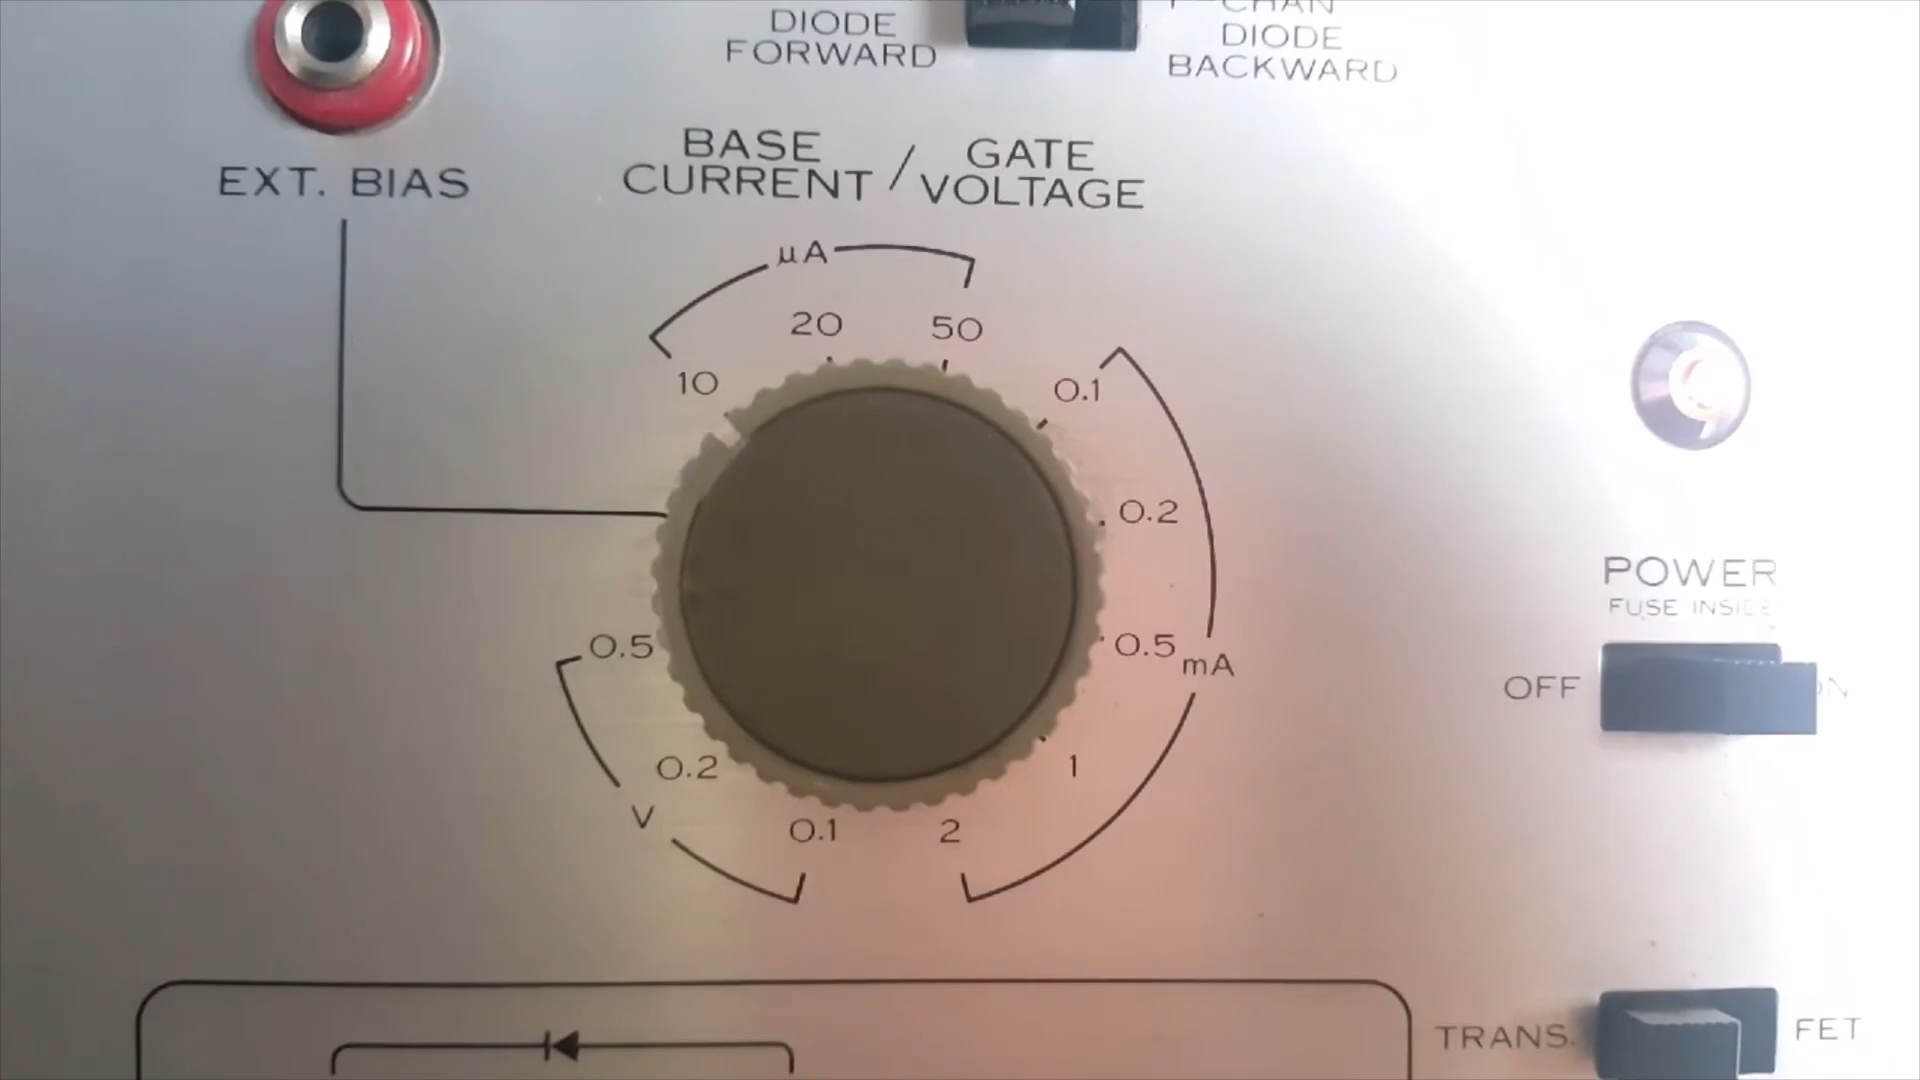 DIODE
FORWARD
CHAN
DIODE
BACKWARD
EXT. BIAS
BASE
CURRENT / GATE
VOLTAGE
µA
10
20
50
0.1
0.2
0.5
mA
1
2
0.1
0.2
0.5
V
POWER
FUSE INSIDE
OFF
TRANS.
FET